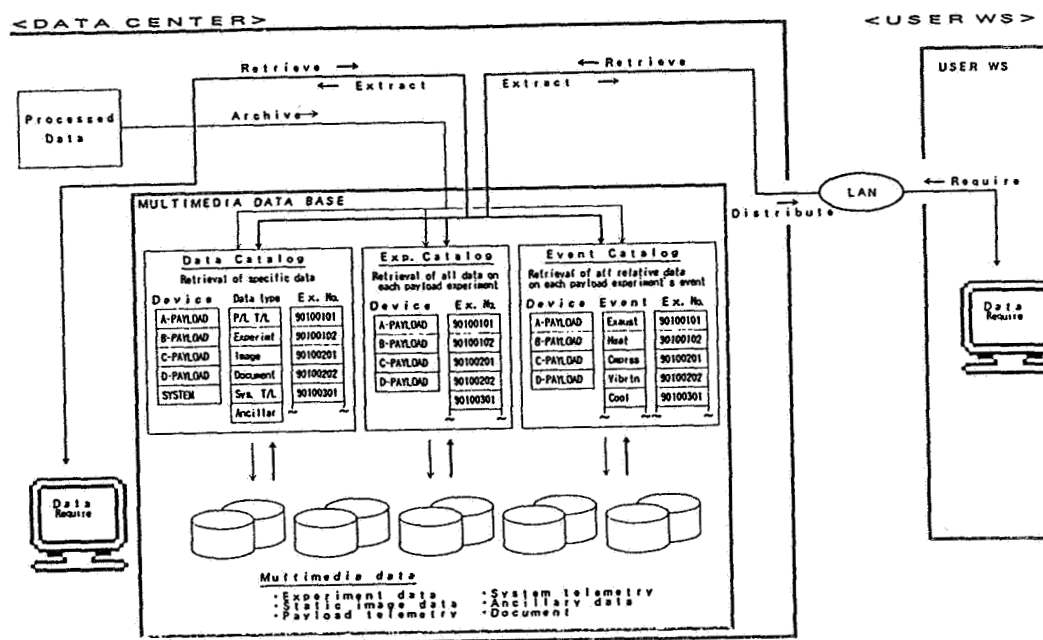 <DATA CENTER>
<USER WS>
Retrieve →
← Extract
← Retrieve
Extract →
USER WS
Processed
Data
Archive →
← Require
LAN
→
Distribute
MULTIMEDIA DATA BASE
Data Catalog
Retrieval of specific data
Device Data type Ex. No.
A-PAYLOAD P/L T/L 90100101
B-PAYLOAD Experimt 90100102
C-PAYLOAD Image 90100201
D-PAYLOAD Document 90100202
SYSTEM Sys. T/L 90100301
Ancillar
Exp. Catalog
Retrieval of all data on
each payload experiment
Device Ex. No.
A-PAYLOAD 90100101
B-PAYLOAD 90100102
C-PAYLOAD 90100201
D-PAYLOAD 90100202
90100301
Event Catalog
Retrieval of all relative data
on each payload experiment's event
Device Event Ex. No.
A-PAYLOAD Exaust 90100101
B-PAYLOAD Heat 90100102
C-PAYLOAD Cmprss 90100201
D-PAYLOAD Vibrtn 90100202
Cool 90100301
Data
Require
Data
Require
Multimedia data
・Experiment data ・System telemetry
・Static image data ・Ancillary data
・Payload telemetry ・Document